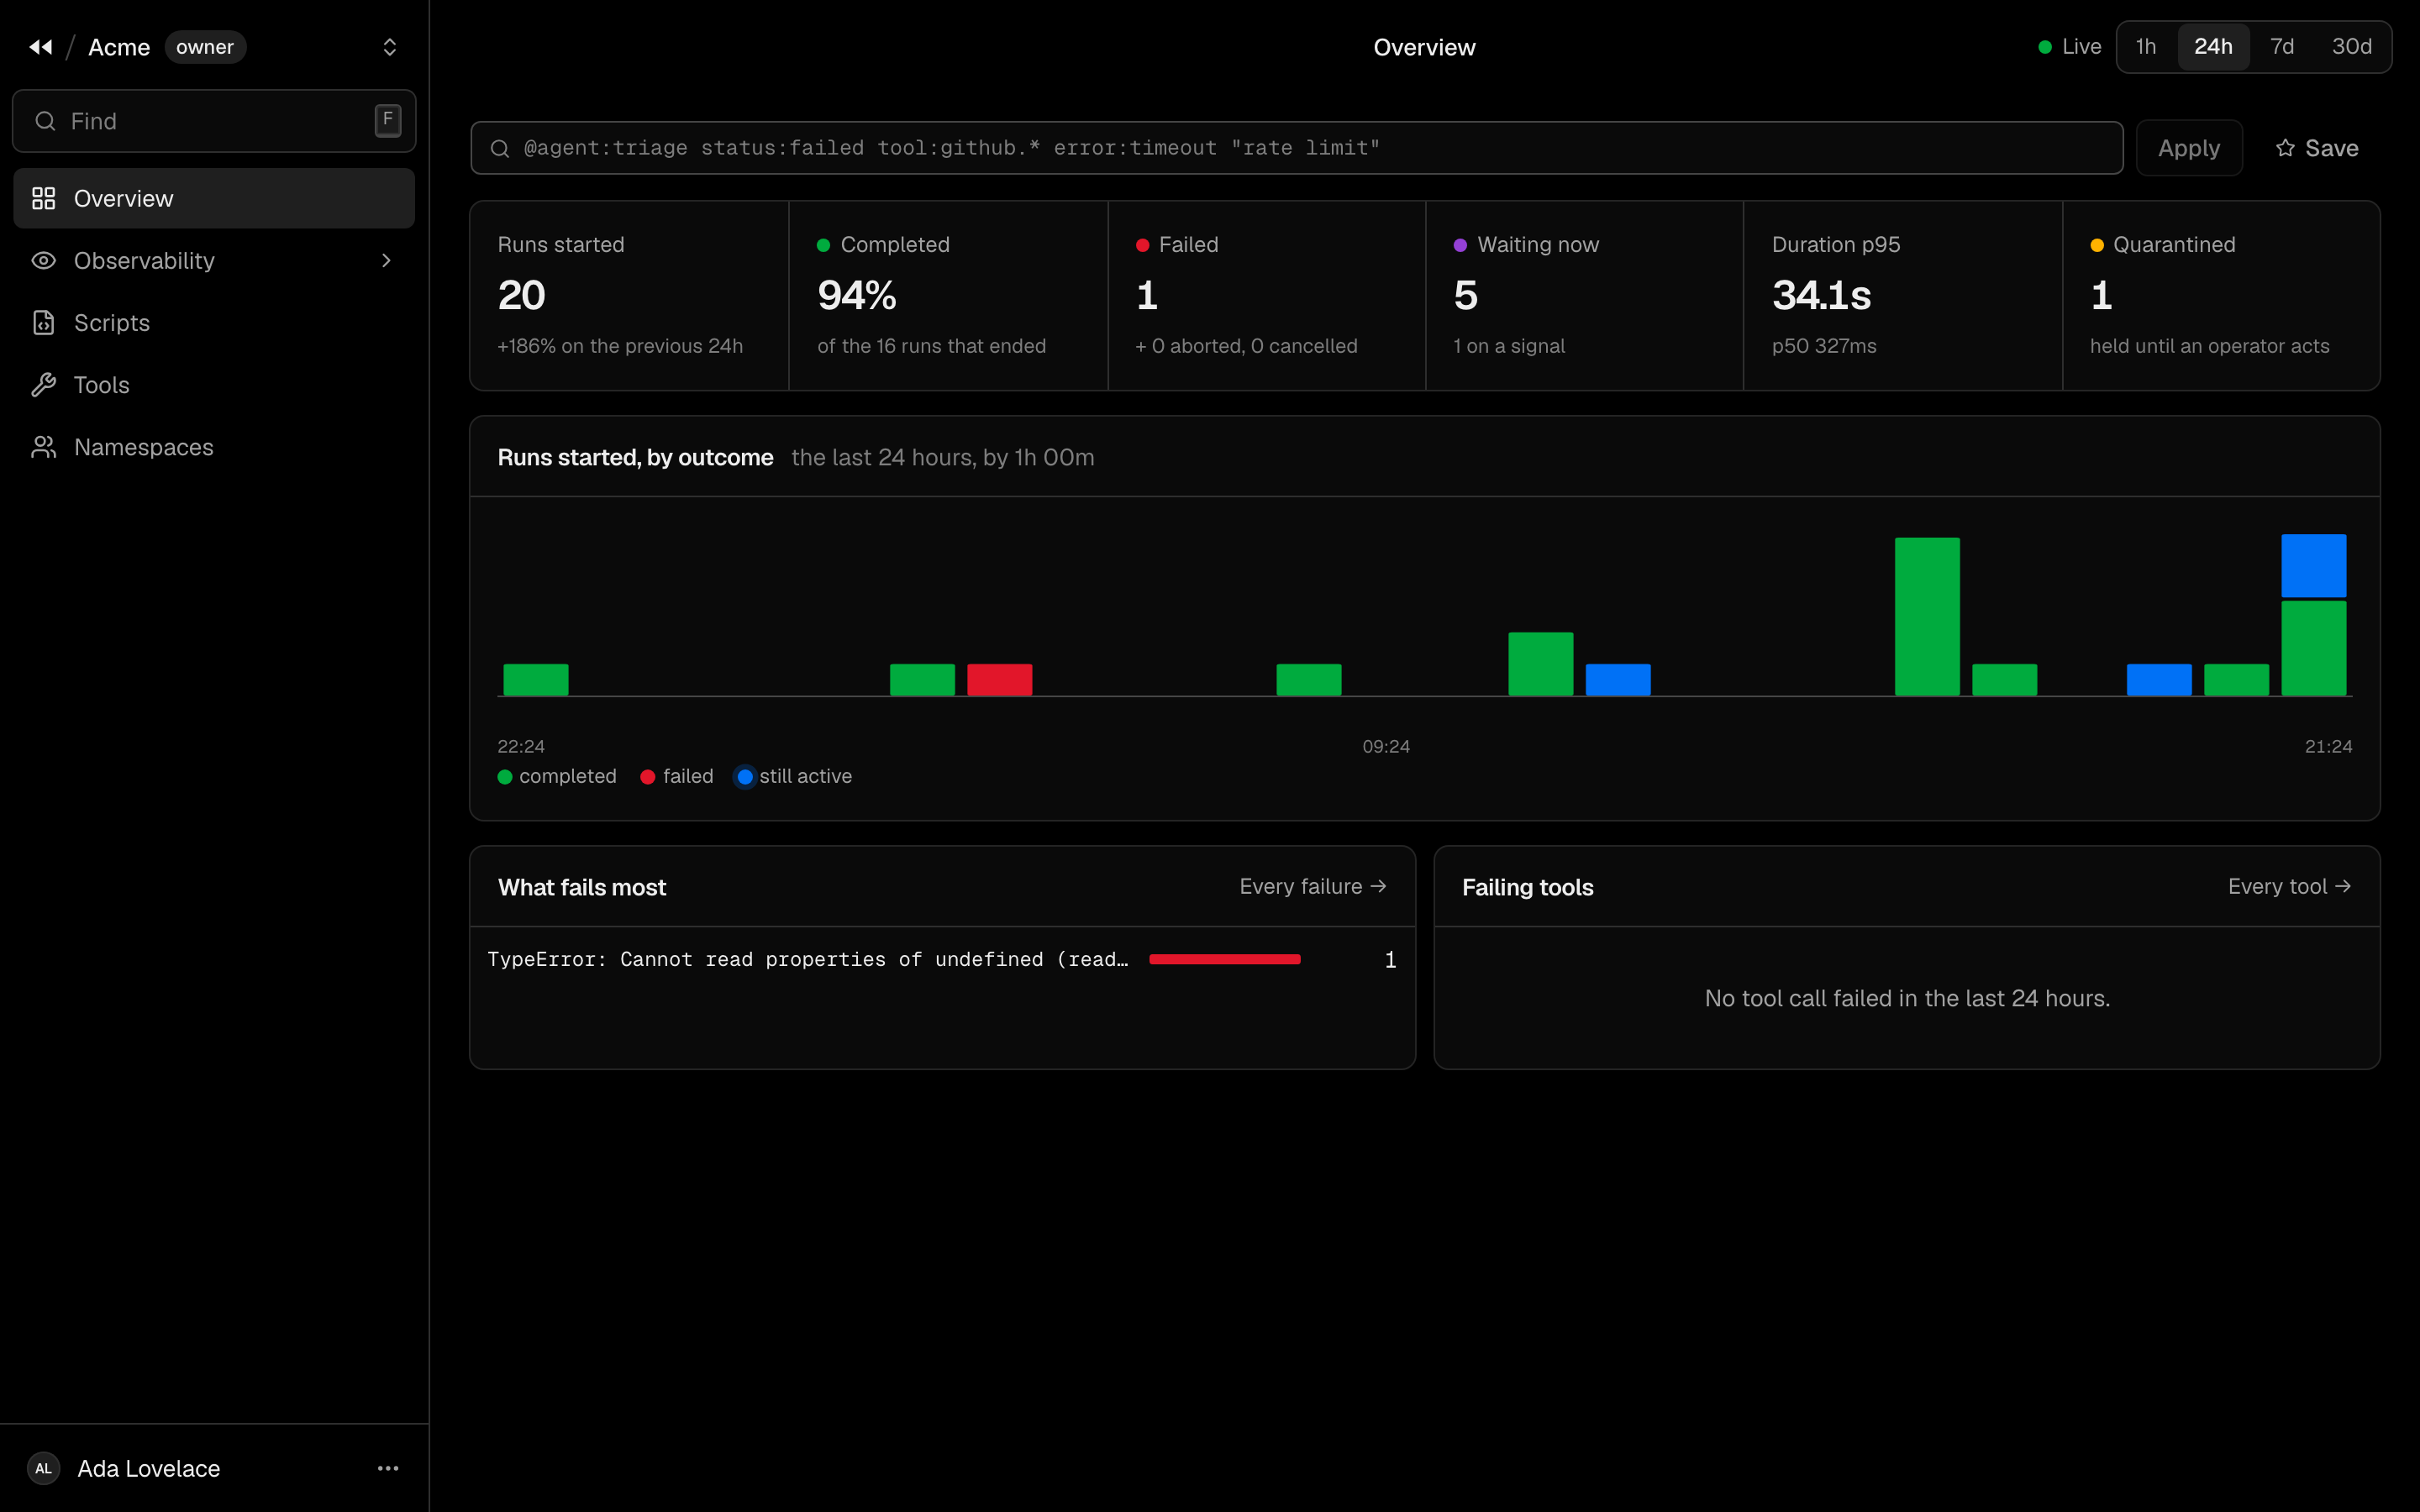 / Acme owner
Find F
Overview
Observability
Scripts
Tools
Namespaces
AL Ada Lovelace
Overview
Live 1h 24h 7d 30d
@agent:triage status:failed tool:github.* error:timeout "rate limit"
Apply Save
Runs started
20
+186% on the previous 24h
Completed
94%
of the 16 runs that ended
Failed
1
+ 0 aborted, 0 cancelled
Waiting now
5
1 on a signal
Duration p95
34.1s
p50 327ms
Quarantined
1
held until an operator acts
Runs started, by outcome the last 24 hours, by 1h 00m
22:24 09:24 21:24
completed failed still active
What fails most Every failure →
TypeError: Cannot read properties of undefined (read… 1
Failing tools Every tool →
No tool call failed in the last 24 hours.